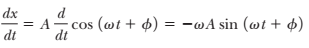 dx/dt = A d/dt cos (ωt + ϕ) = −ωA sin (ωt + ϕ)